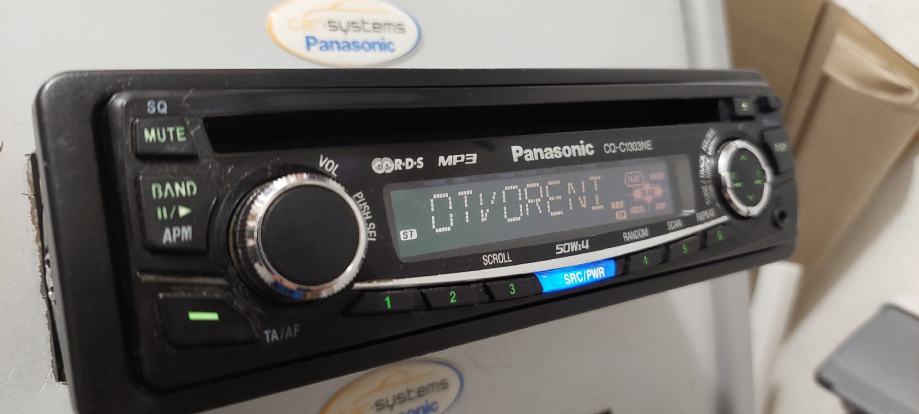 car-systems
Panasonic
SQ
MUTE
VOL
PUSH SEL
R·D·S MP3 Panasonic CQ-C1303NE
BAND
APM
OTVORENI
ST
SCROLL
50Wx4
RANDOM
SCAN
REPEAT
1
2
3
SRC/PWR
4
5
6
TA/AF
car-systems
Panasonic